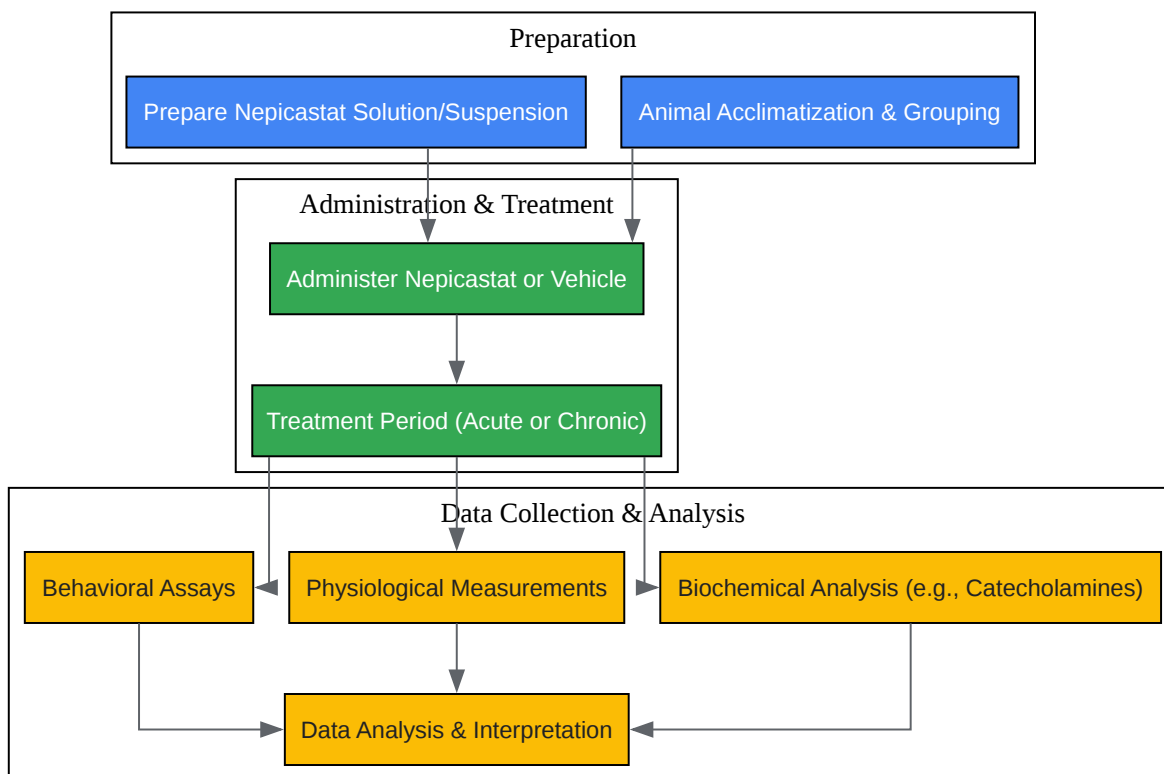 Preparation
Prepare Nepicastat Solution/Suspension
Animal Acclimatization & Grouping
Administration & Treatment
Administer Nepicastat or Vehicle
Treatment Period (Acute or Chronic)
Data Collection & Analysis
Behavioral Assays
Physiological Measurements
Biochemical Analysis (e.g., Catecholamines)
Data Analysis & Interpretation